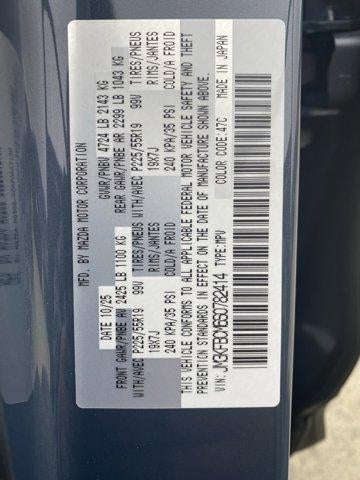 MFD. BY MAZDA MOTOR CORPORATION
DATE 10/25 GVWR/PNBV 4724 LB 2143 KG
FRONT GAWR/PNBE AV 2425 LB 1100 KG REAR GAWR/PNBE AR 2299 LB 1043 KG
WITH/AVEC P225/55R19 99V TIRES/PNEUS WITH/AVEC P225/55R19 99V TIRES/PNEUS
19X7J RIMS/JANTES 19X7J RIMS/JANTES
240 KPA/35 PSI COLD/A FROID 240 KPA/35 PSI COLD/A FROID
THIS VEHICLE CONFORMS TO ALL APPLICABLE FEDERAL MOTOR VEHICLE SAFETY AND THEFT
PREVENTION STANDARDS IN EFFECT ON THE DATE OF MANUFACTURE SHOWN ABOVE.
VIN: JM3KFBCM6S0782414 TYPE:MPV COLOR CODE:47C MADE IN JAPAN